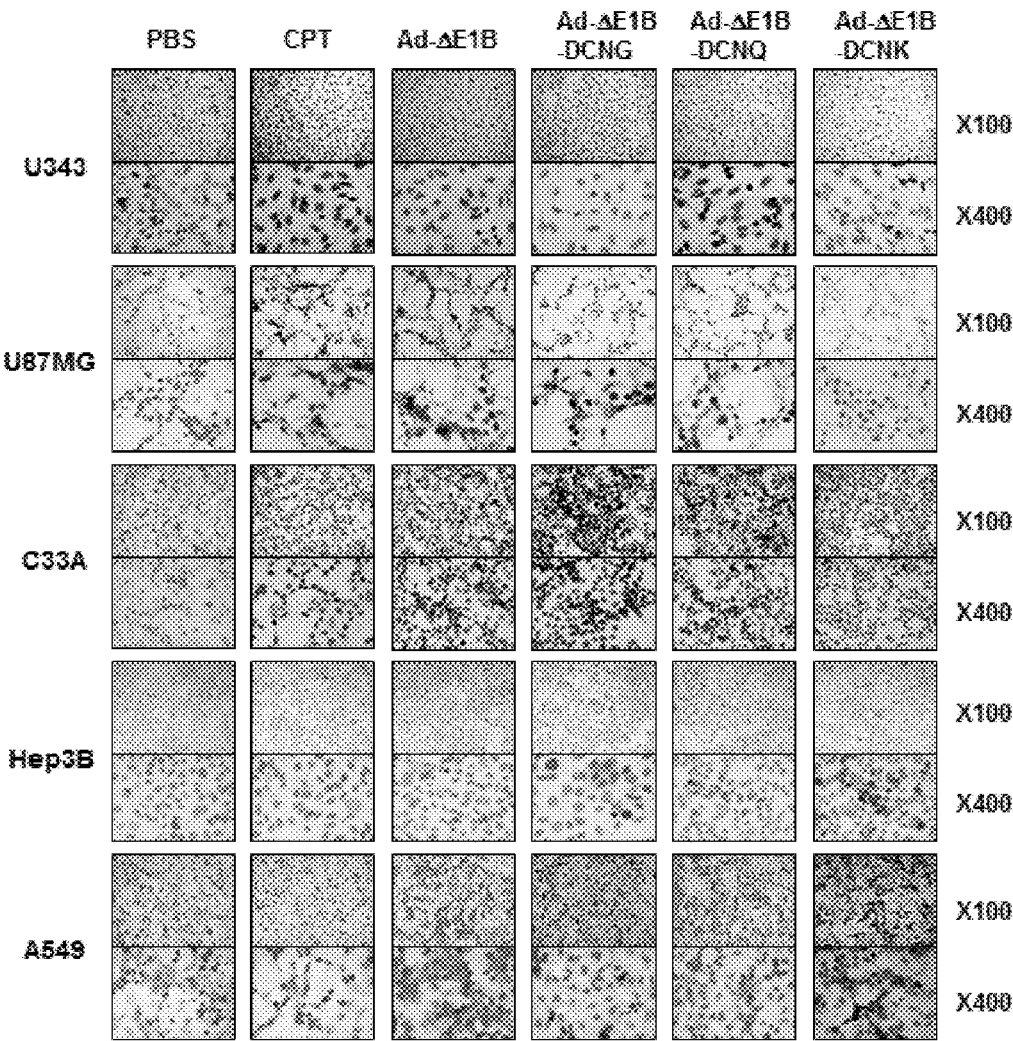 PBS CPT Ad-ΔE1B Ad-ΔE1B Ad-ΔE1B Ad-ΔE1B
-DCNG -DCNQ -DCNK
U343
X100
X400
U87MG
X100
X400
C33A
X100
X400
Hep3B
X100
X400
A549
X100
X400